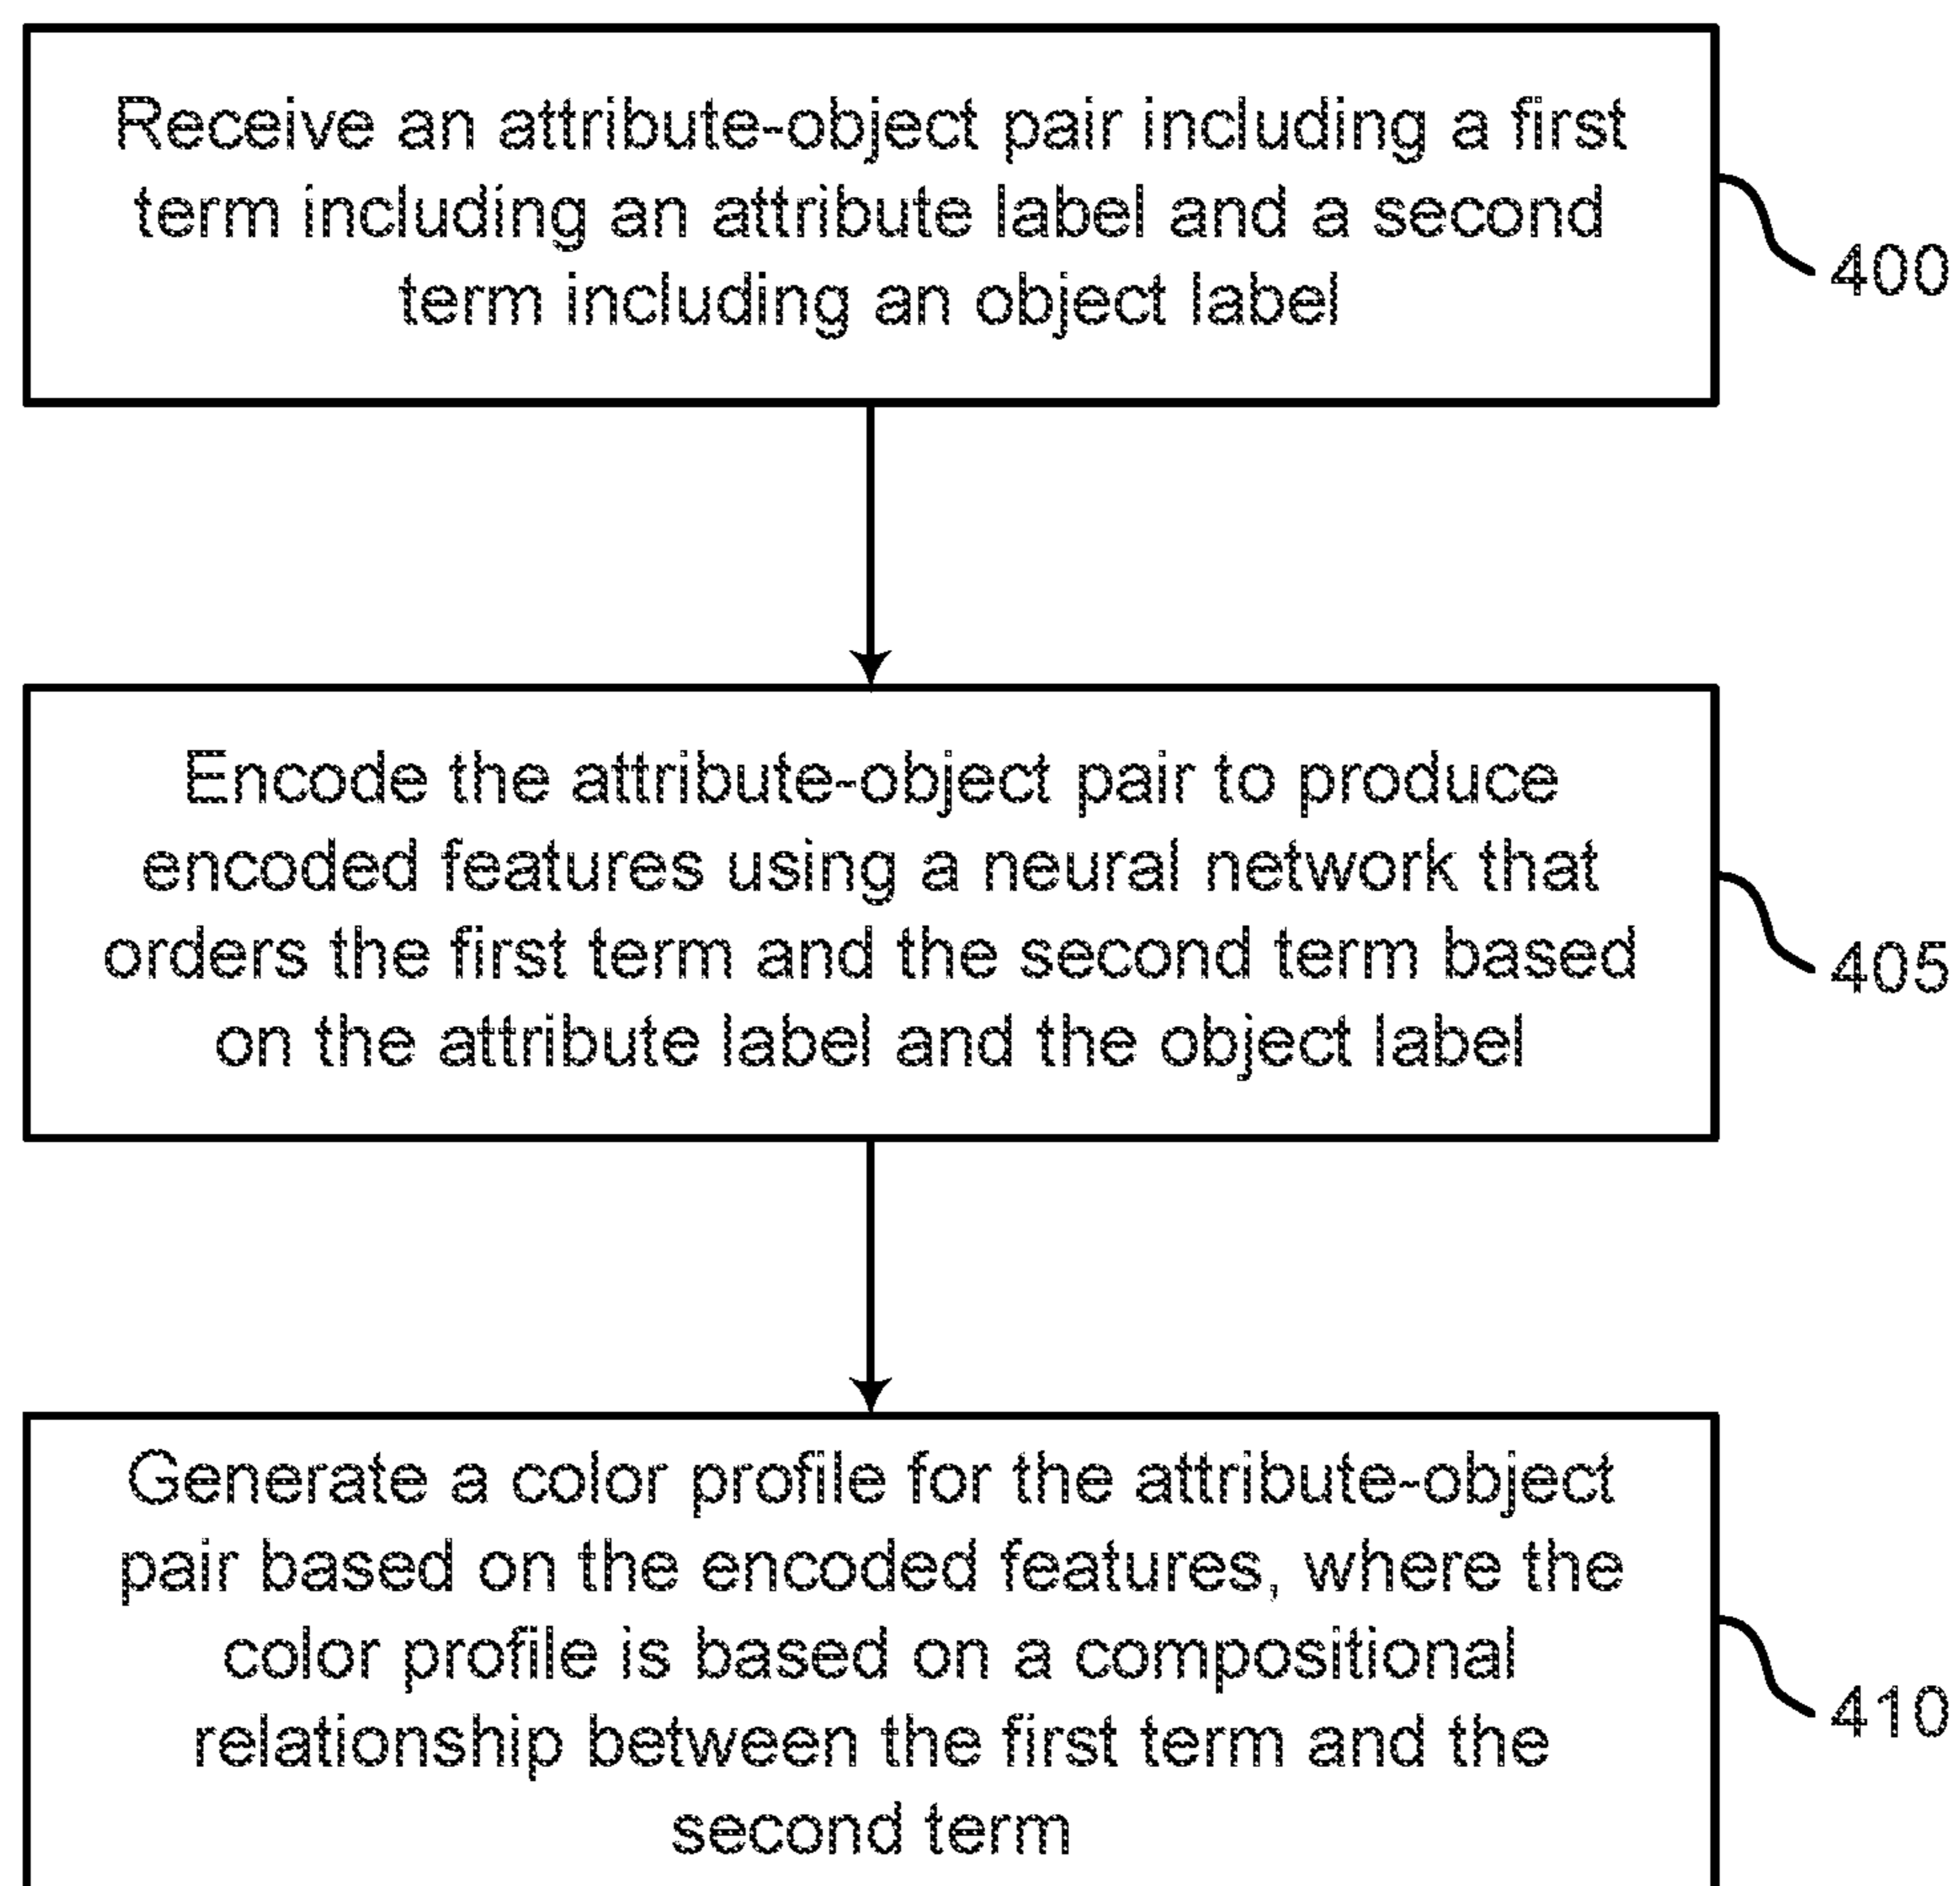 Receive an attribute-object pair including a first
term including an attribute label and a second
term including an object label
400
Encode the attribute-object pair to produce
encoded features using a neural network that
orders the first term and the second term based
on the attribute label and the object label
405
Generate a color profile for the attribute-object
pair based on the encoded features, where the
color profile is based on a compositional
relationship between the first term and the
second term
410